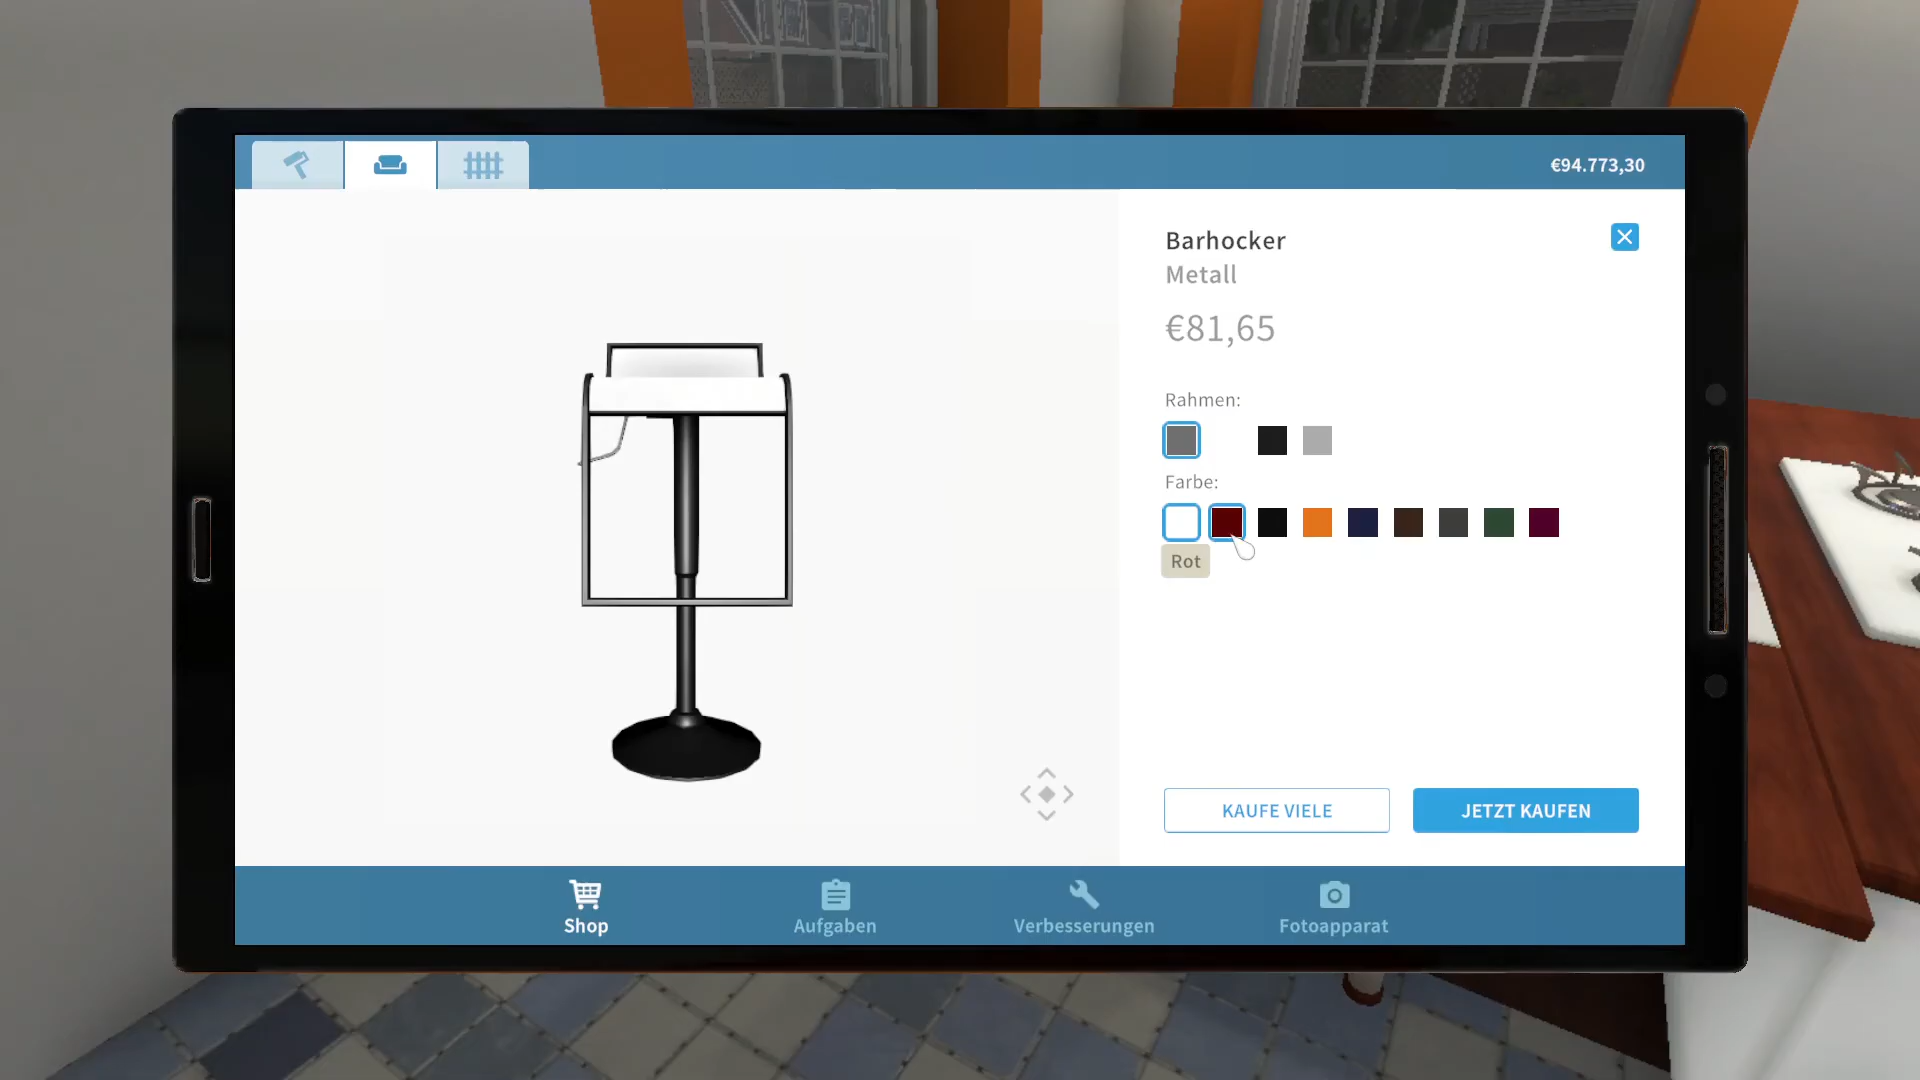 €94.773,30
Barhocker
Metall
€81,65
Rahmen:
Farbe:
Rot
KAUFE VIELE
JETZT KAUFEN
Shop
Aufgaben
Verbesserungen
Fotoapparat